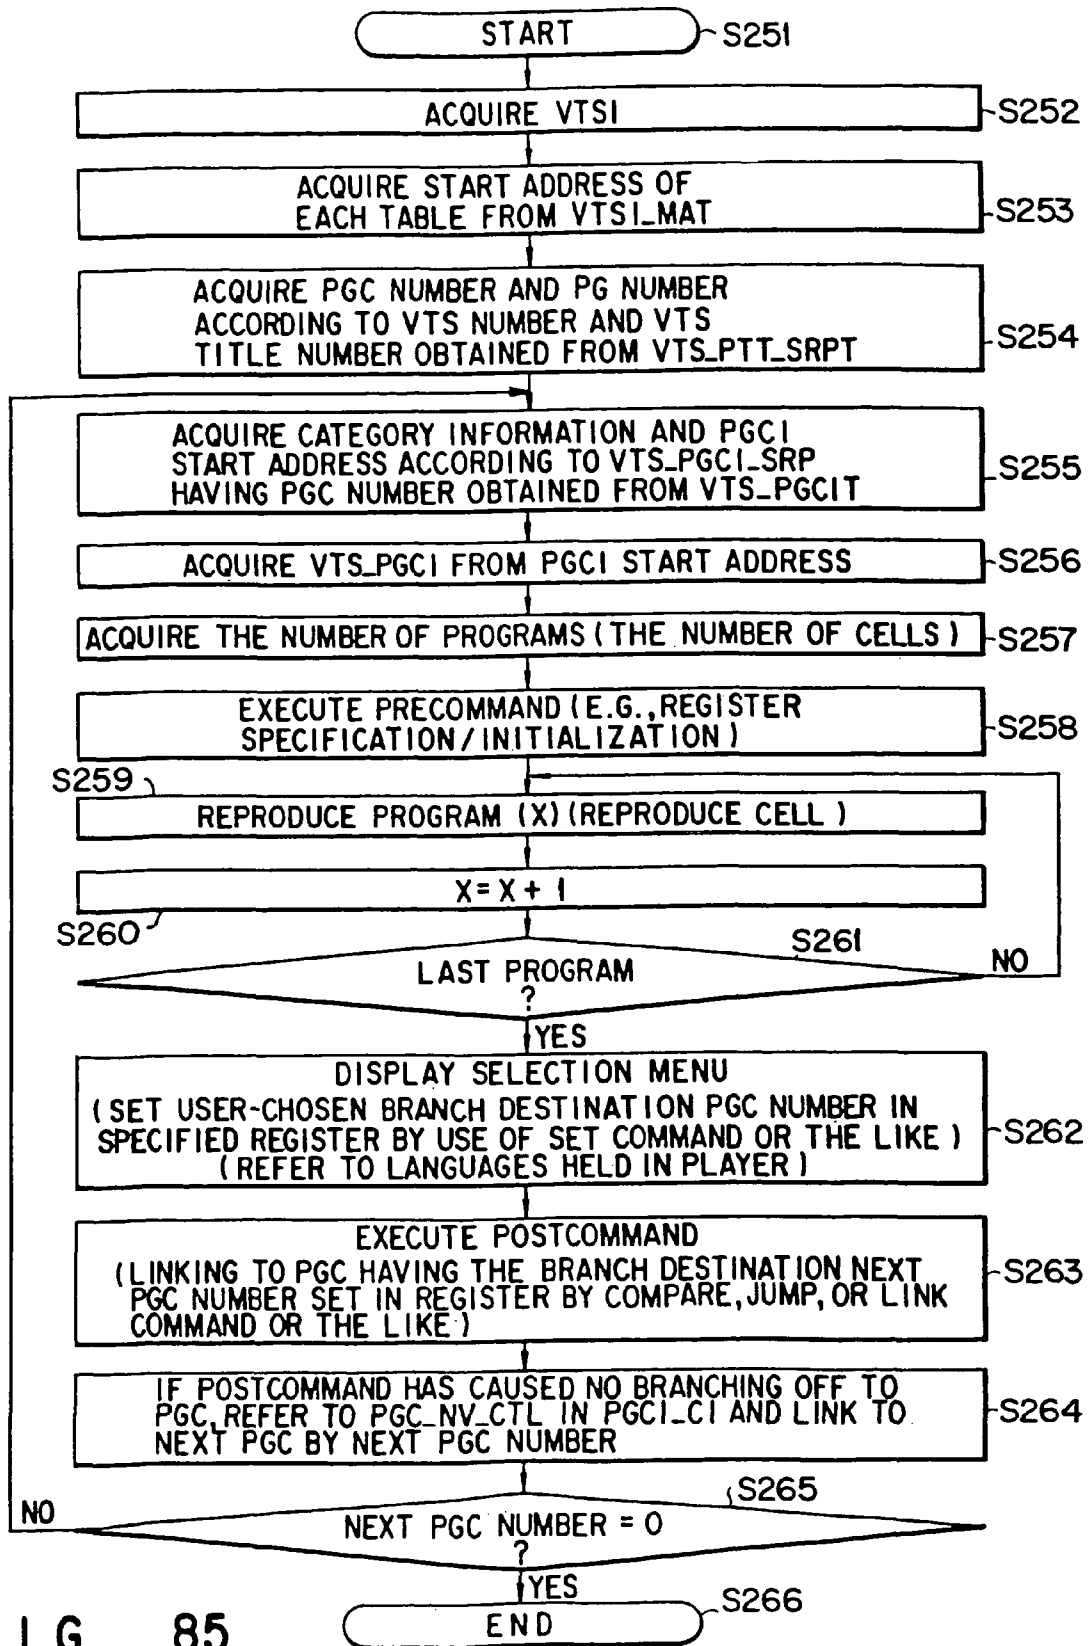 START
S251
ACQUIRE VTSI
S252
ACQUIRE START ADDRESS OF
EACH TABLE FROM VTSI_MAT
S253
ACQUIRE PGC NUMBER AND PG NUMBER
ACCORDING TO VTS NUMBER AND VTS
TITLE NUMBER OBTAINED FROM VTS_PTT_SRPT
S254
ACQUIRE CATEGORY INFORMATION AND PGCI
START ADDRESS ACCORDING TO VTS_PGCI_SRP
HAVING PGC NUMBER OBTAINED FROM VTS_PGCIT
S255
ACQUIRE VTS_PGCI FROM PGCI START ADDRESS
S256
ACQUIRE THE NUMBER OF PROGRAMS (THE NUMBER OF CELLS)
S257
EXECUTE PRECOMMAND (E.G., REGISTER
SPECIFICATION/INITIALIZATION)
S258
S259
REPRODUCE PROGRAM (X) (REPRODUCE CELL)
X = X + 1
S260
S261
LAST PROGRAM
?
NO
YES
DISPLAY SELECTION MENU
(SET USER-CHOSEN BRANCH DESTINATION PGC NUMBER IN
SPECIFIED REGISTER BY USE OF SET COMMAND OR THE LIKE)
(REFER TO LANGUAGES HELD IN PLAYER)
S262
EXECUTE POSTCOMMAND
(LINKING TO PGC HAVING THE BRANCH DESTINATION NEXT
PGC NUMBER SET IN REGISTER BY COMPARE, JUMP, OR LINK
COMMAND OR THE LIKE)
S263
IF POSTCOMMAND HAS CAUSED NO BRANCHING OFF TO
PGC, REFER TO PGC_NV_CTL IN PGCI_CI AND LINK TO
NEXT PGC BY NEXT PGC NUMBER
S264
S265
NO
NEXT PGC NUMBER = 0
?
YES
END
S266
I G. 85